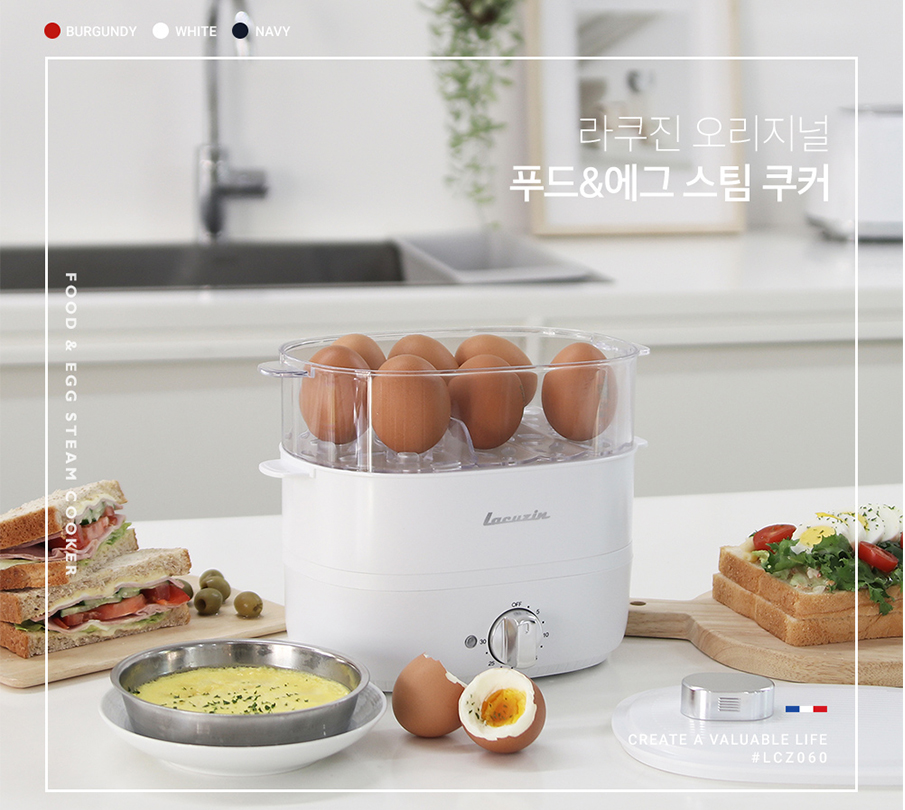 BURGUNDY WHITE NAVY
라쿠진 오리지널
푸드&에그 스팀 쿠커
FOOD & EGG STEAM COOKER
Lacuzin
OFF
5
10
25
30
CREATE A VALUABLE LIFE
#LCZ060